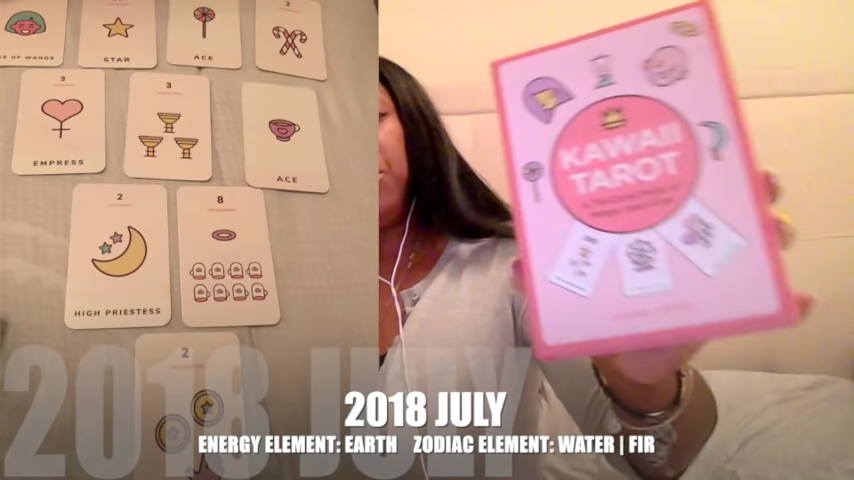 STAR
ACE
2
3
EMPRESS
3
ACE
2
HIGH PRIESTESS
8
2
KAWAII
TAROT
2018 JULY
2018 JULY
ENERGY ELEMENT: EARTH ZODIAC ELEMENT: WATER | FIR